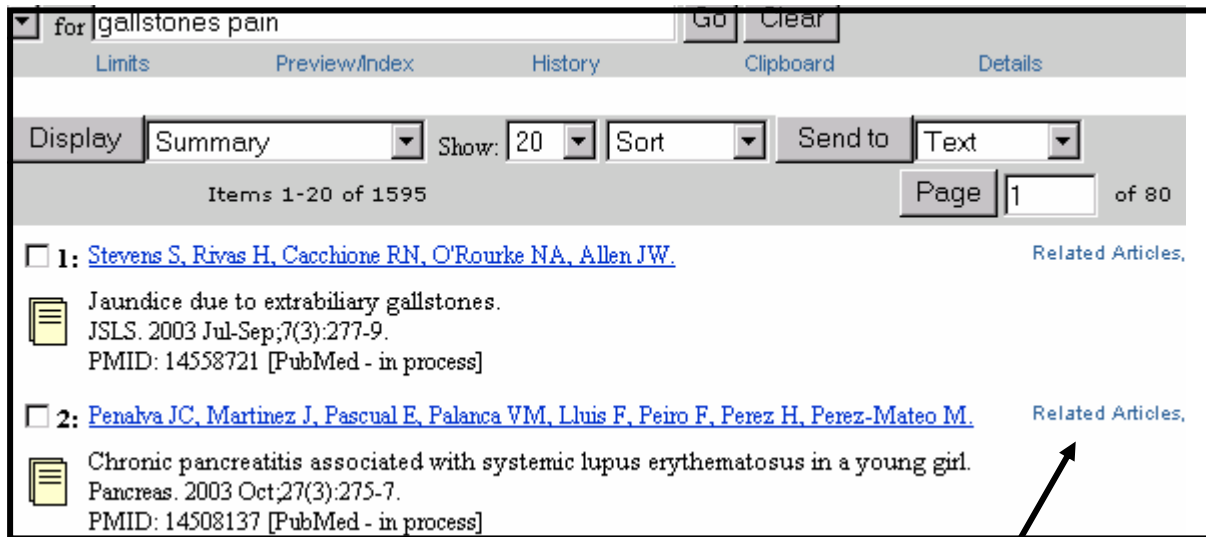 for gallstones pain Go Clear
Limits Preview/Index History Clipboard Details
Display Summary Show: 20 Sort Send to Text
Items 1-20 of 1595 Page 1 of 80
1: Stevens S, Rivas H, Cacchione RN, O'Rourke NA, Allen JW. Related Articles,
Jaundice due to extrabiliary gallstones.
JSLS. 2003 Jul-Sep;7(3):277-9.
PMID: 14558721 [PubMed - in process]
2: Penalva JC, Martinez J, Pascual E, Palanca VM, Lluis F, Peiro F, Perez H, Perez-Mateo M. Related Articles,
Chronic pancreatitis associated with systemic lupus erythematosus in a young girl.
Pancreas. 2003 Oct;27(3):275-7.
PMID: 14508137 [PubMed - in process]